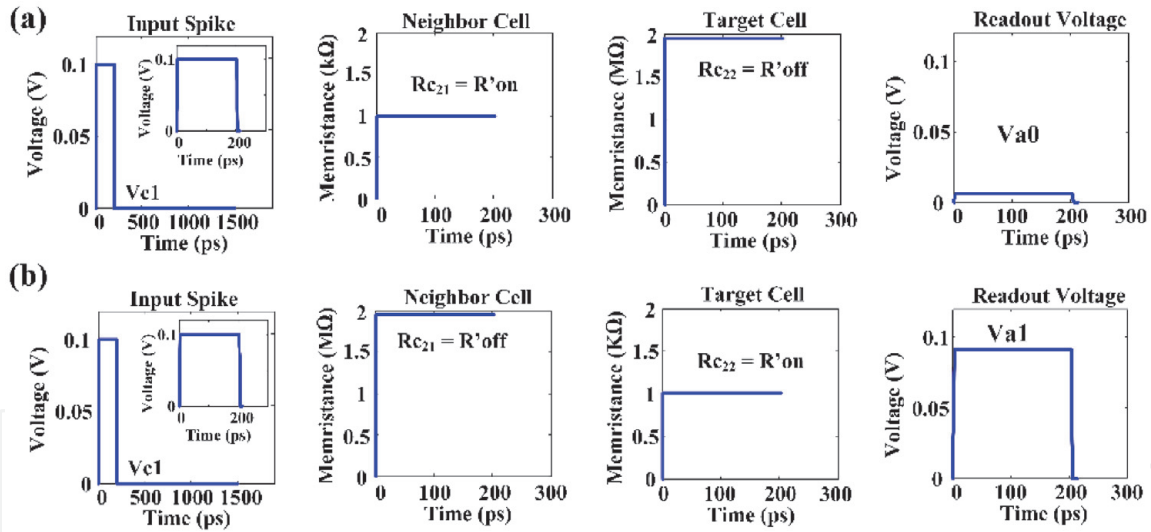 (a)
Input Spike
Neighbor Cell
Target Cell
Readout Voltage
Voltage (V)
0.1
0.05
0
0 500 1000 1500
Time (ps)
Vc1
Voltage (V)
0.1
0
0 200
Time (ps)
Memristance (kΩ)
2
1.5
1
0.5
0
0 100 200 300
Time (ps)
Rc21 = R'on
Memristance (MΩ)
2
1.5
1
0.5
0
0 100 200 300
Time (ps)
Rc22 = R'off
Voltage (V)
0.1
0.05
0
0 100 200 300
Time (ps)
Va0
(b)
Input Spike
Neighbor Cell
Target Cell
Readout Voltage
Voltage (V)
0.1
0.05
0
0 500 1000 1500
Time (ps)
Vc1
Voltage (V)
0.1
0
0 200
Time (ps)
Memristance (MΩ)
2
1.5
1
0.5
0
0 100 200 300
Time (ps)
Rc21 = R'off
Memristance (KΩ)
2
1.5
1
0.5
0
0 100 200 300
Time (ps)
Rc22 = R'on
Voltage (V)
0.1
0.05
0
0 100 200 300
Time (ps)
Va1